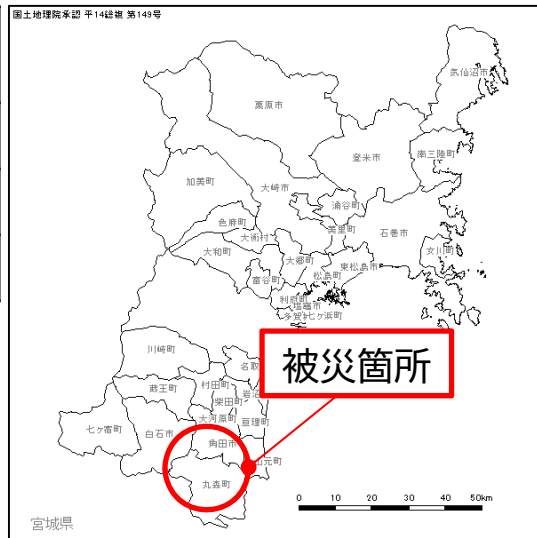 国土地理院承認 平14総複 第149号
気仙沼市
栗原市
登米市
南三陸町
加美町
大崎市
涌谷町
色麻町
美里町
石巻市
大衡村
女川町
大和町
大郷町
東松島市
富谷町
松島町
利府町
塩竈市
多賀城
七ヶ浜町
被災箇所
川崎町
名取
蔵王町
村田町
岩沼
柴田町
七ヶ宿町
大河原町
亘理町
白石市
角田市
山元町
丸森町
0 10 20 30 40 50km
宮城県